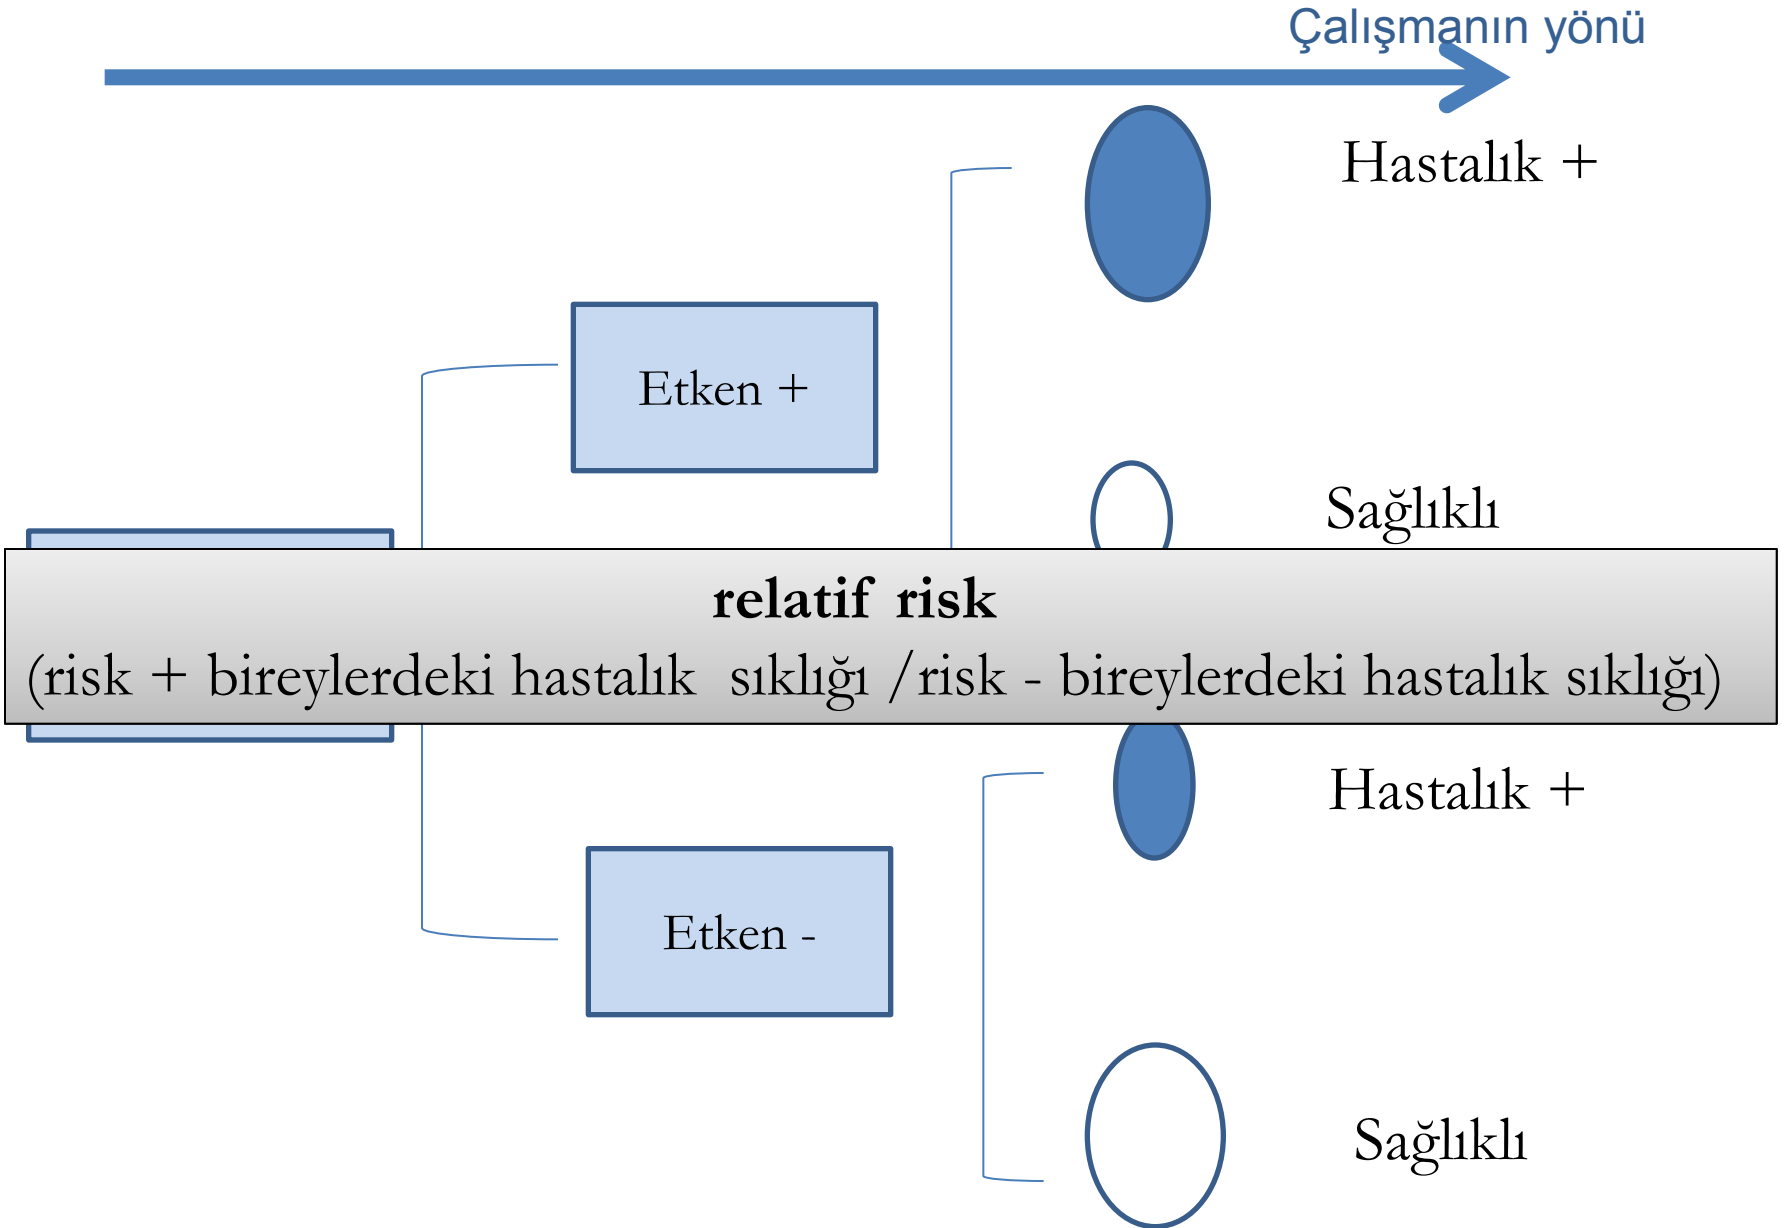 Çalışmanın yönü
Hastalık +
Etken +
Sağlıklı
relatif risk
(risk + bireylerdeki hastalık sıklığı /risk - bireylerdeki hastalık sıklığı)
Hastalık +
Etken -
Sağlıklı